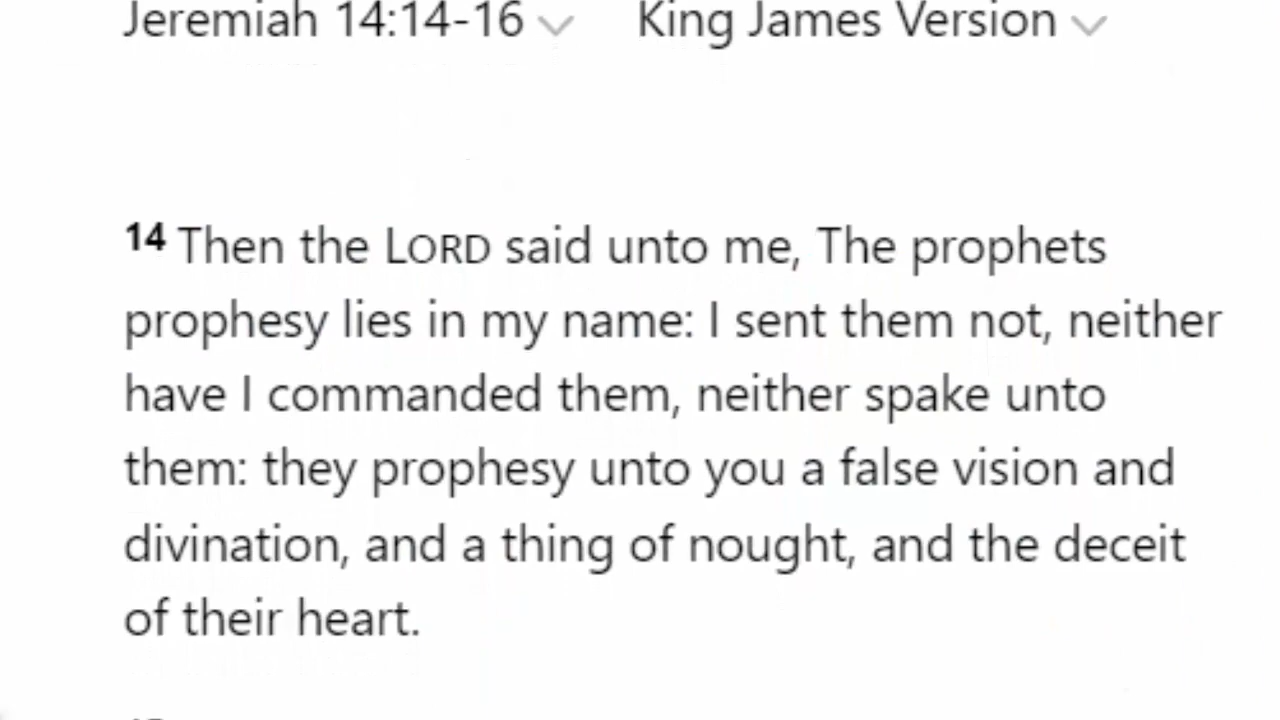 Jeremiah 14:14-16 King James Version
14 Then the LORD said unto me, The prophets
prophesy lies in my name: I sent them not, neither
have I commanded them, neither spake unto
them: they prophesy unto you a false vision and
divination, and a thing of nought, and the deceit
of their heart.